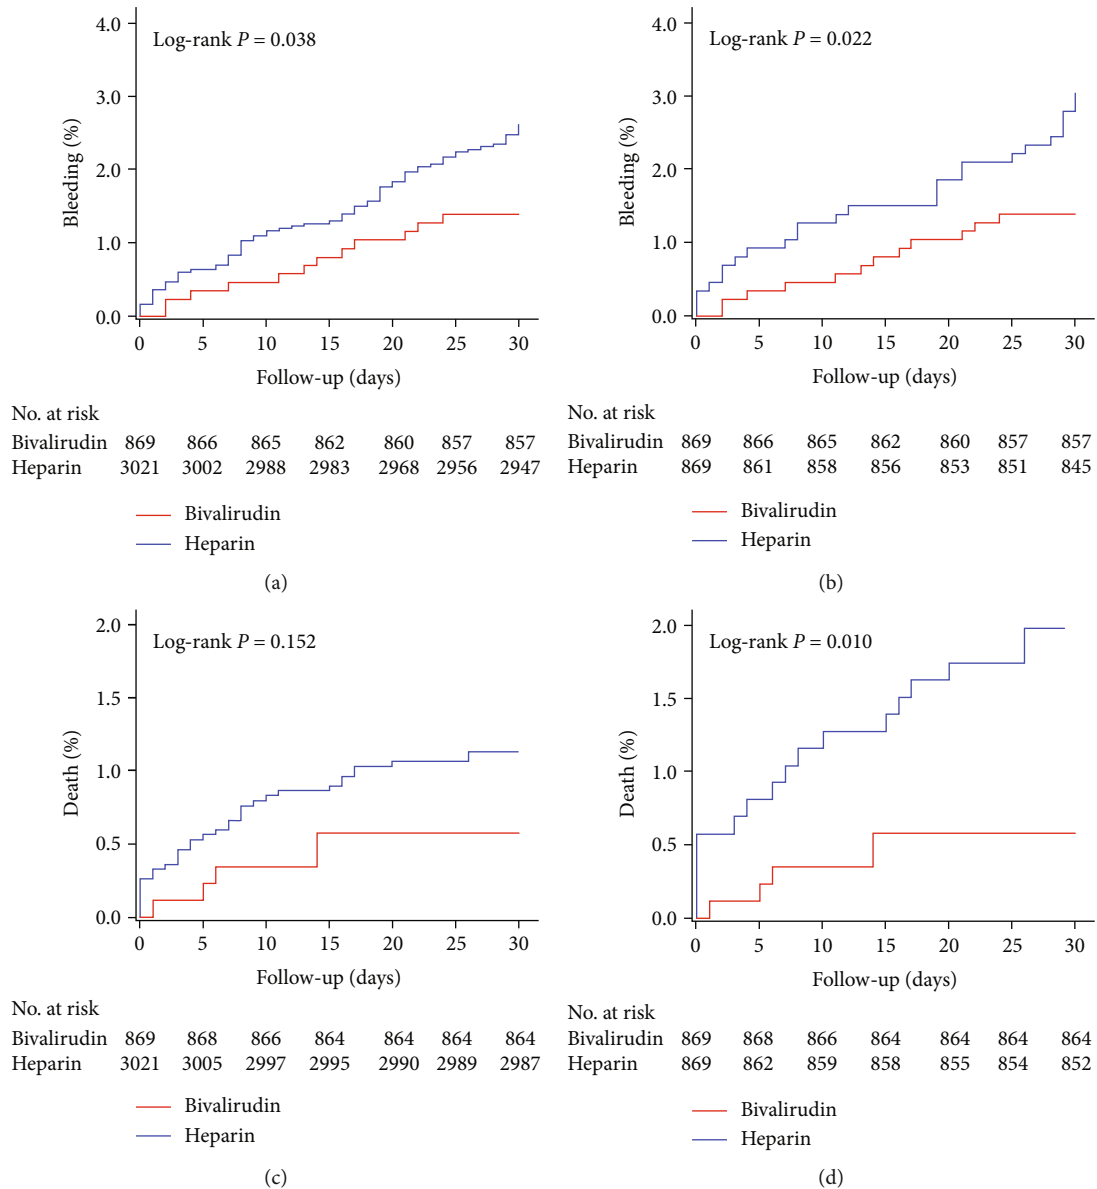 Log-rank P = 0.038
4.0
3.0
2.0
1.0
0.0
Bleeding (%)
0 5 10 15 20 25 30
Follow-up (days)
No. at risk
Bivalirudin 869 866 865 862 860 857 857
Heparin 3021 3002 2988 2983 2968 2956 2947
Bivalirudin
Heparin
(a)
Log-rank P = 0.022
4.0
3.0
2.0
1.0
0.0
Bleeding (%)
0 5 10 15 20 25 30
Follow-up (days)
No. at risk
Bivalirudin 869 866 865 862 860 857 857
Heparin 869 861 858 856 853 851 845
Bivalirudin
Heparin
(b)
Log-rank P = 0.152
2.0
1.5
1.0
0.5
0.0
Death (%)
0 5 10 15 20 25 30
Follow-up (days)
No. at risk
Bivalirudin 869 868 866 864 864 864 864
Heparin 3021 3005 2997 2995 2990 2989 2987
Bivalirudin
Heparin
(c)
Log-rank P = 0.010
2.0
1.5
1.0
0.5
0.0
Death (%)
0 5 10 15 20 25 30
Follow-up (days)
No. at risk
Bivalirudin 869 868 866 864 864 864 864
Heparin 869 862 859 858 855 854 852
Bivalirudin
Heparin
(d)